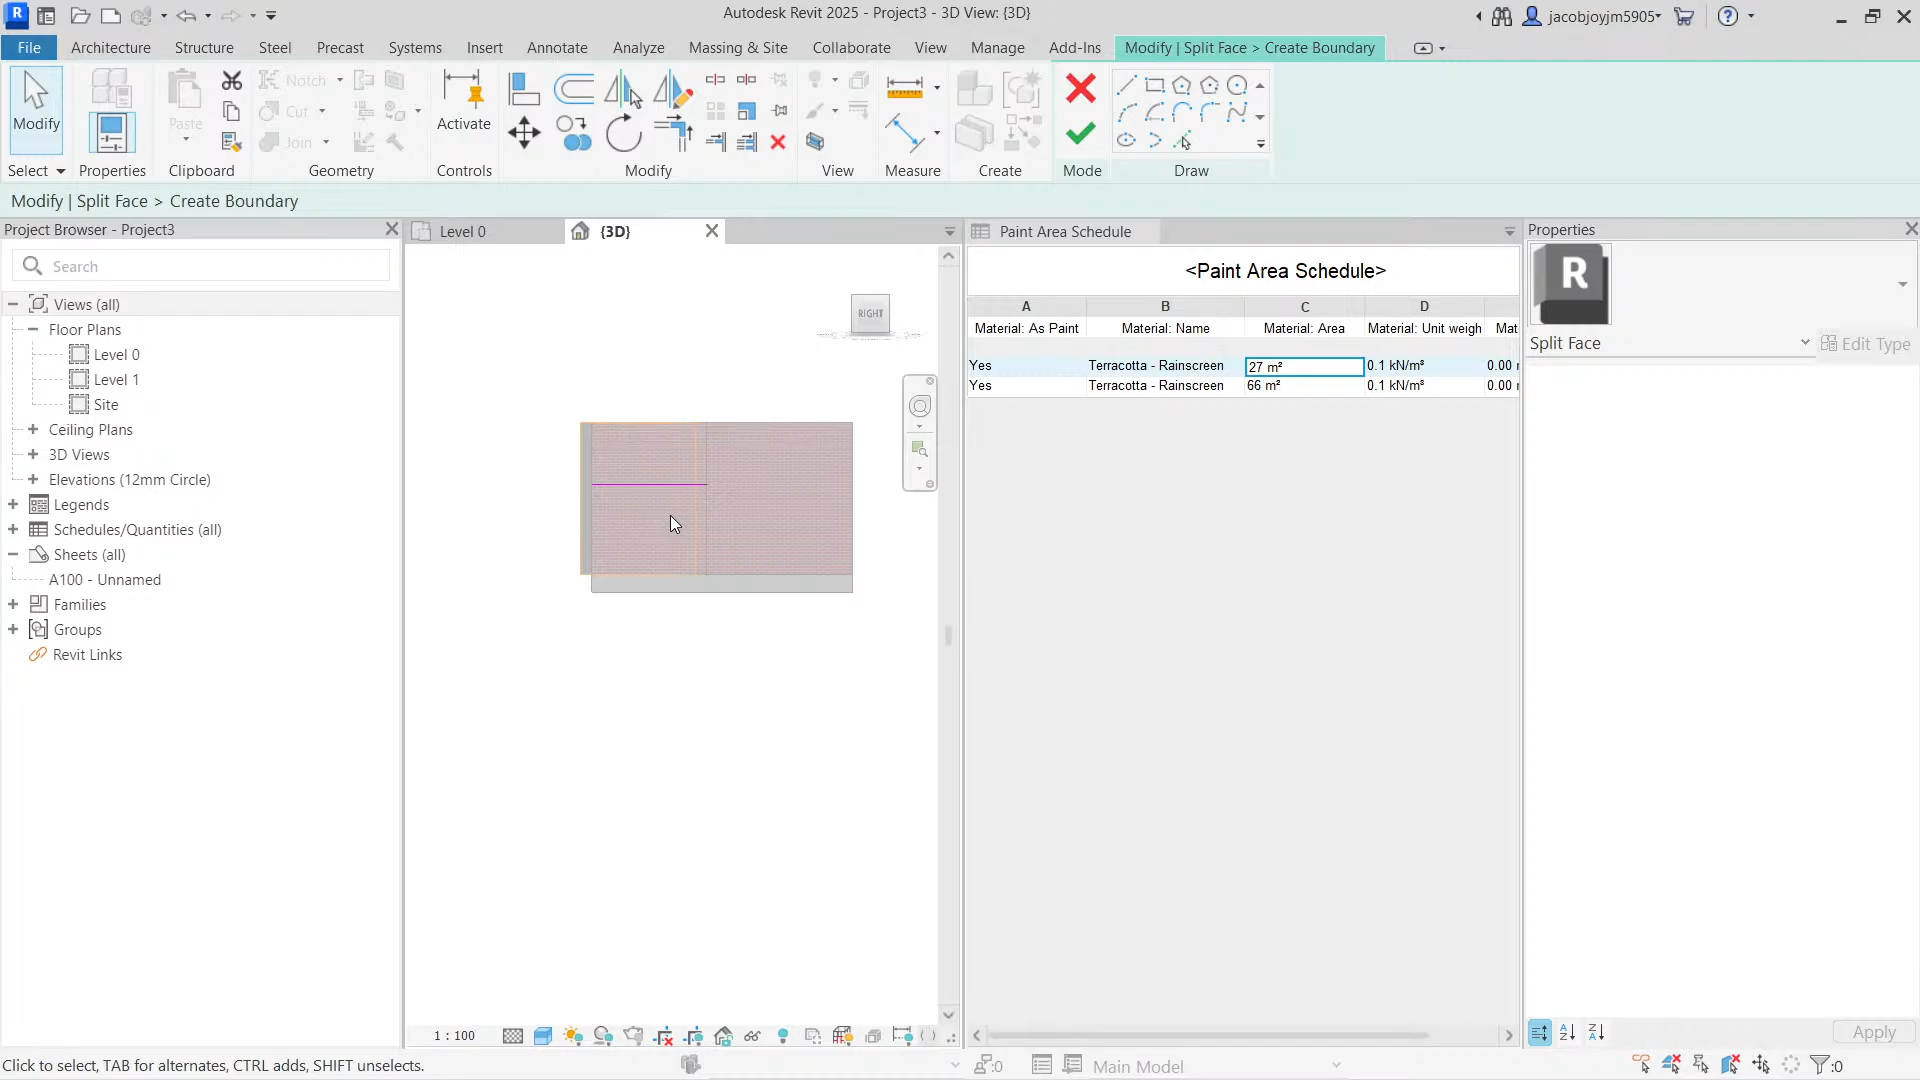 Autodesk Revit 2025 - Project3 - 3D View: {3D}
jacobjoyjm5905
File
Architecture
Structure
Steel
Precast
Systems
Insert
Annotate
Analyze
Massing & Site
Collaborate
View
Manage
Add-Ins
Modify | Split Face > Create Boundary
Modify
Paste
Notch
Cut
Join
Activate
Select
Properties
Clipboard
Geometry
Controls
Modify
View
Measure
Create
Mode
Draw
Modify | Split Face > Create Boundary
Project Browser - Project3
Search
Views (all)
Floor Plans
Level 0
Level 1
Site
Ceiling Plans
3D Views
Elevations (12mm Circle)
Legends
Schedules/Quantities (all)
Sheets (all)
A100 - Unnamed
Families
Groups
Revit Links
Level 0
{3D}
RIGHT
1 : 100
Paint Area Schedule
<Paint Area Schedule>
A B C D
Material: As Paint Material: Name Material: Area Material: Unit weigh Mat
Yes Terracotta - Rainscreen 27 m² 0.1 kN/m³ 0.00
Yes Terracotta - Rainscreen 66 m² 0.1 kN/m³ 0.00
Properties
R
Split Face
Edit Type
Apply
Click to select, TAB for alternates, CTRL adds, SHIFT unselects.
:0
Main Model
:0